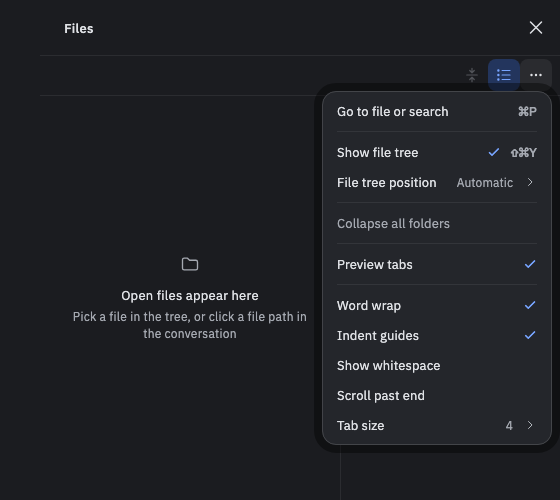 Files
Go to file or search ⌘P
Show file tree ✓ ⇧⌘Y
File tree position Automatic >
Collapse all folders
Preview tabs ✓
Word wrap ✓
Indent guides ✓
Show whitespace
Scroll past end
Tab size 4 >
Open files appear here
Pick a file in the tree, or click a file path in
the conversation